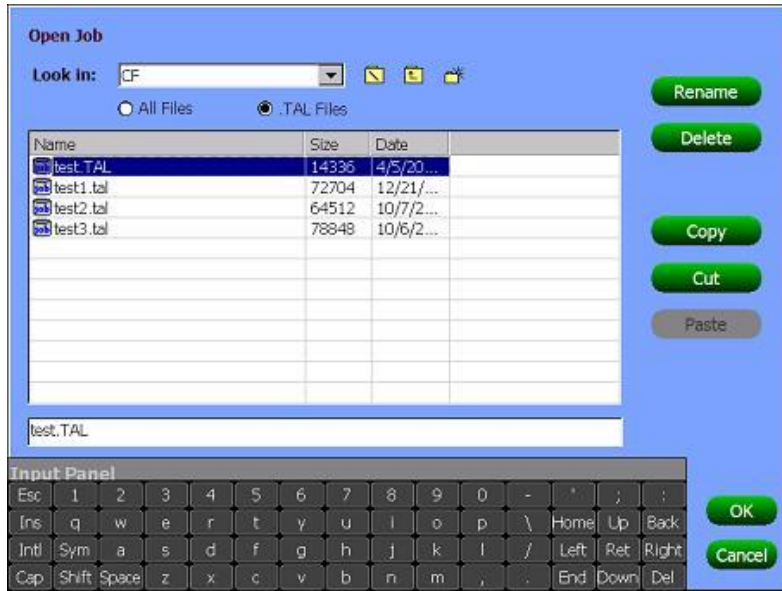 Open Job
Look in: CF
All Files .TAL Files
Rename
Delete
Name Size Date
test.TAL 14336 4/5/20...
test1.tal 72704 12/21/...
test2.tal 64512 10/7/2...
test3.tal 78848 10/6/2...
Copy
Cut
Paste
test.TAL
Input Panel
Esc 1 2 3 4 5 6 7 8 9 0 - ' ; :
Ins q w e r t y u i o p \ Home Up Back
Intl Sym a s d f g h j k l / Left Ret Right
Cap Shift Space z x c v b n m , . End Down Del
OK
Cancel